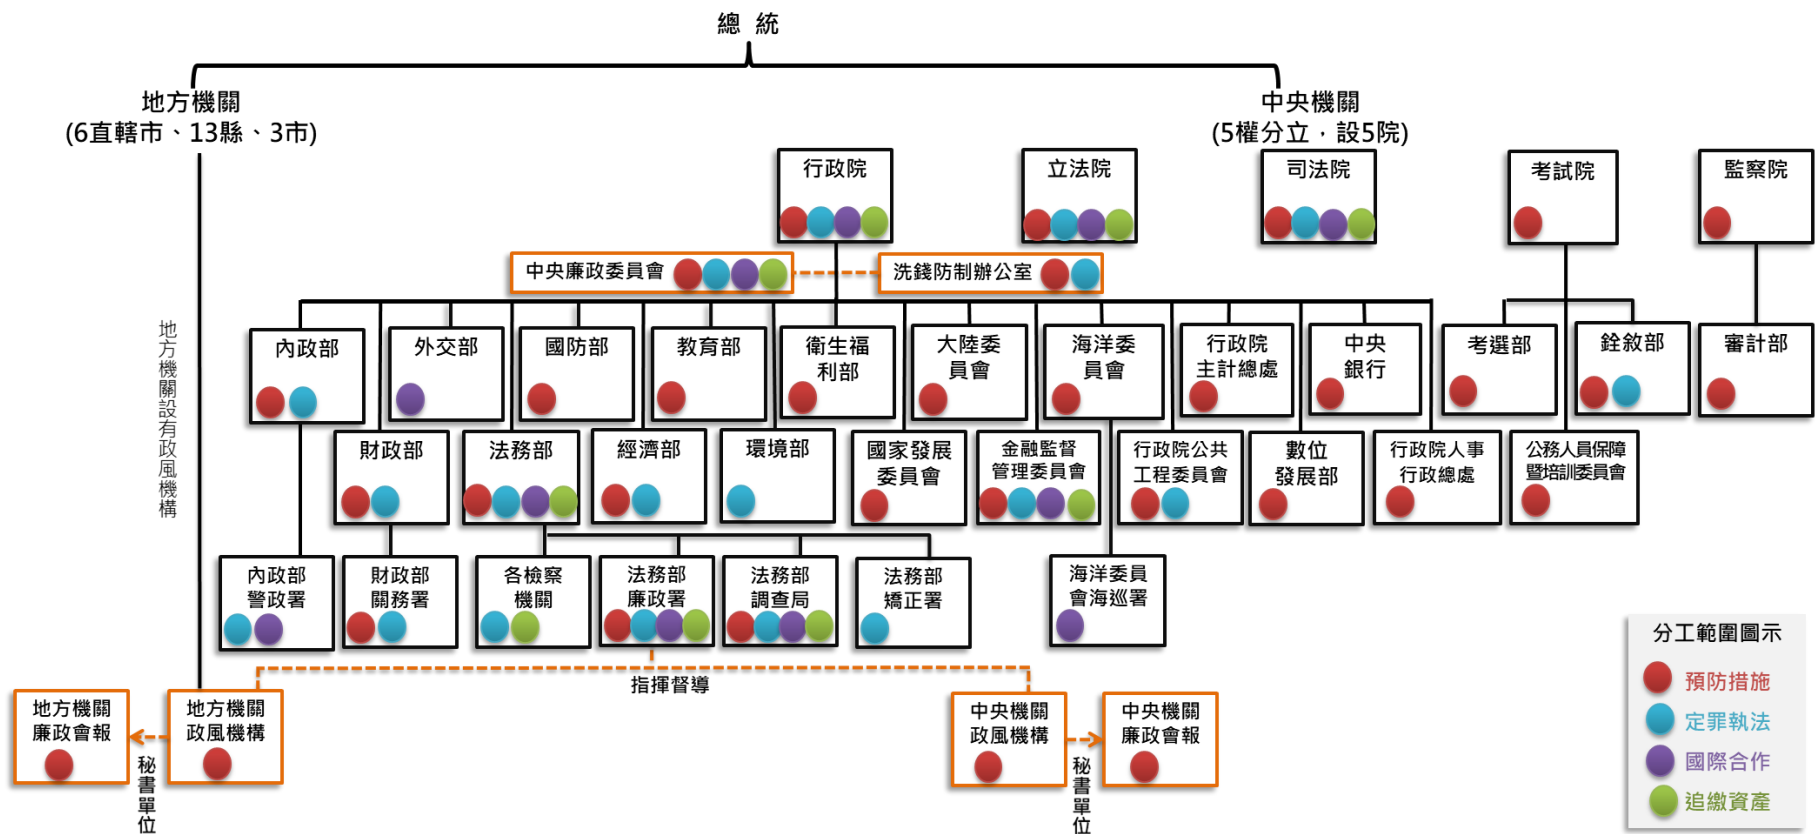 總 統
地方機關
(6直轄市、13縣、3市)
中央機關
(5權分立，設5院)
行政院
立法院
司法院
考試院
監察院
中央廉政委員會
洗錢防制辦公室
地方機關設有政風機構
內政部
外交部
國防部
教育部
衛生福
利部
大陸委
員會
海洋委
員會
行政院
主計總處
中央
銀行
考選部
銓敘部
審計部
財政部
法務部
經濟部
環境部
國家發展
委員會
金融監督
管理委員會
行政院公共
工程委員會
數位
發展部
行政院人事
行政總處
公務人員保障
暨培訓委員會
內政部
警政署
財政部
關務署
各檢察
機關
法務部
廉政署
法務部
調查局
法務部
矯正署
海洋委員
會海巡署
指揮督導
地方機關
廉政會報
地方機關
政風機構
秘書單位
中央機關
政風機構
中央機關
廉政會報
秘書單位
分工範圍圖示
預防措施
定罪執法
國際合作
追繳資產